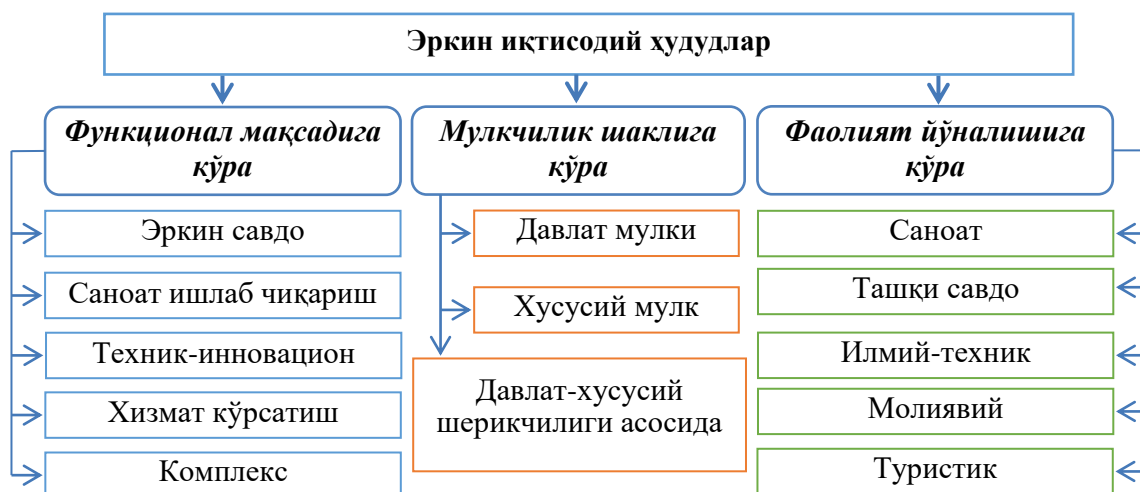 Эркин иқтисодий ҳудудлар
Функционал мақсадига
кўра
Эркин савдо
Саноат ишлаб чиқариш
Техник-инновацион
Хизмат кўрсатиш
Комплекс
Мулкчилик шаклига
кўра
Давлат мулки
Хусусий мулк
Давлат-хусусий
шерикчилиги асосида
Фаолият йўналишига
кўра
Саноат
Ташқи савдо
Илмий-техник
Молиявий
Туристик